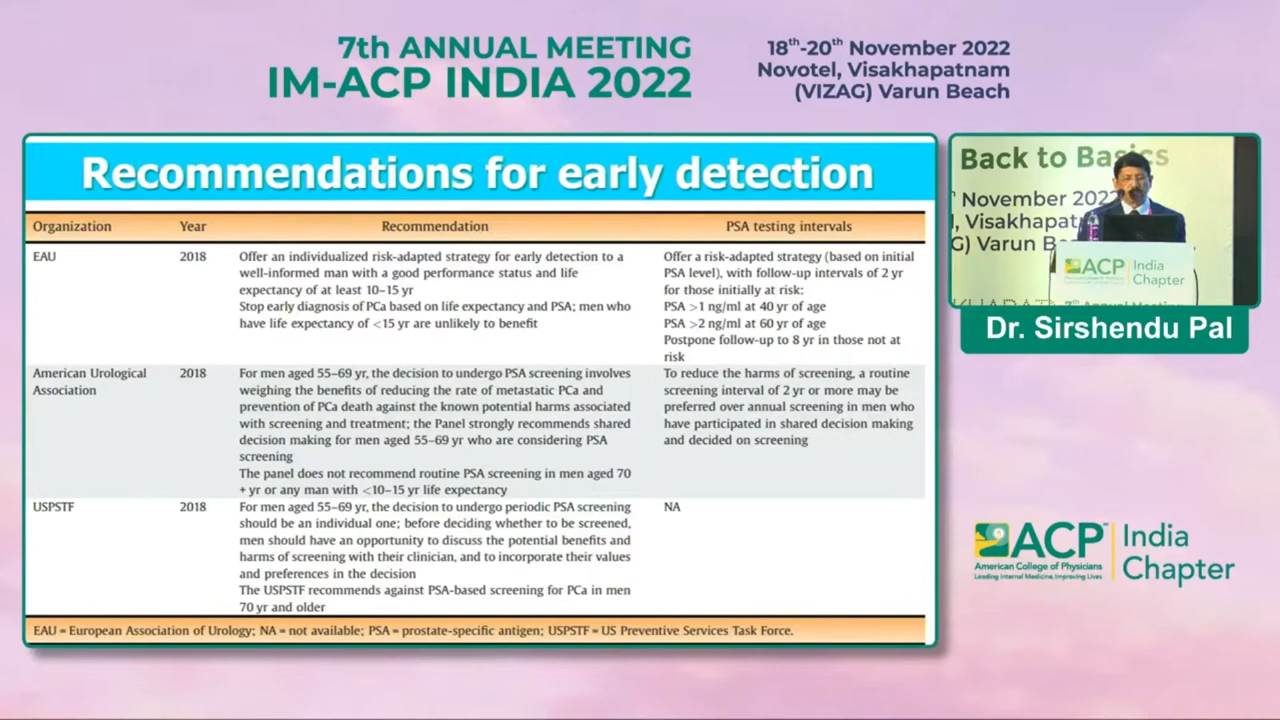 7th ANNUAL MEETING
IM-ACP INDIA 2022
18th-20th November 2022
Novotel, Visakhapatnam
(VIZAG) Varun Beach
Recommendations for early detection
Organization Year Recommendation PSA testing intervals
EAU 2018 Offer an individualized risk-adapted strategy for early detection to a
well-informed man with a good performance status and life
expectancy of at least 10–15 yr
Stop early diagnosis of PCa based on life expectancy and PSA; men who
have life expectancy of <15 yr are unlikely to benefit
Offer a risk-adapted strategy (based on initial
PSA level), with follow-up intervals of 2 yr
for those initially at risk:
PSA >1 ng/ml at 40 yr of age
PSA >2 ng/ml at 60 yr of age
Postpone follow-up to 8 yr in those not at
risk
American Urological
Association
2018
For men aged 55–69 yr, the decision to undergo PSA screening involves
weighing the benefits of reducing the rate of metastatic PCa and
prevention of PCa death against the known potential harms associated
with screening and treatment; the Panel strongly recommends shared
decision making for men aged 55–69 yr who are considering PSA
screening
The panel does not recommend routine PSA screening in men aged 70
+ yr or any man with <10–15 yr life expectancy
To reduce the harms of screening, a routine
screening interval of 2 yr or more may be
preferred over annual screening in men who
have participated in shared decision making
and decided on screening
USPSTF 2018 For men aged 55–69 yr, the decision to undergo periodic PSA screening
should be an individual one; before deciding whether to be screened,
men should have an opportunity to discuss the potential benefits and
harms of screening with their clinician, and to incorporate their values
and preferences in the decision
The USPSTF recommends against PSA-based screening for PCa in men
70 yr and older
NA
EAU = European Association of Urology; NA = not available; PSA = prostate-specific antigen; USPSTF = US Preventive Services Task Force.
Back to Basics
November 2022
, Visakhapat
G) Varun B
ACP India
Chapter
7th Annual Meeting
Dr. Sirshendu Pal
ACP
American College of Physicians
Leading Internal Medicine, Improving Lives
India
Chapter